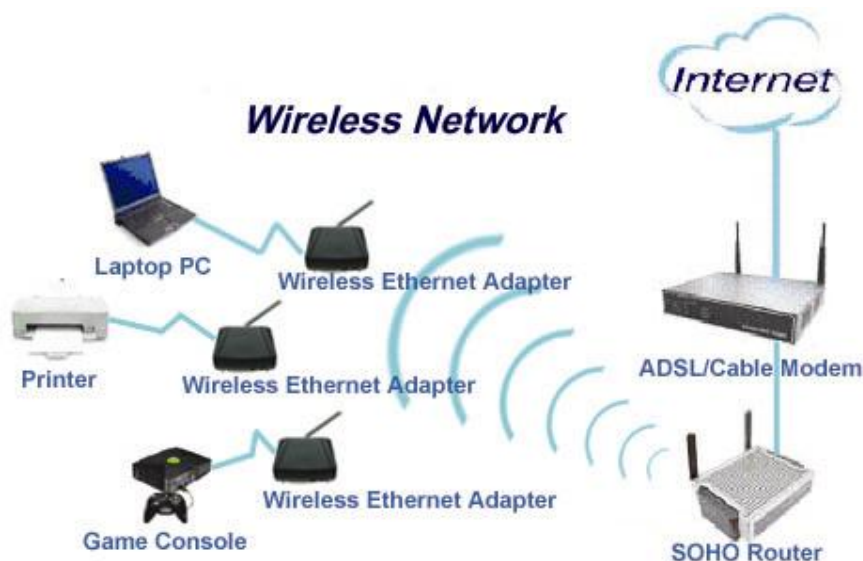 Internet
Wireless Network
Laptop PC
Wireless Ethernet Adapter
Printer
Wireless Ethernet Adapter
ADSL/Cable Modem
Game Console
Wireless Ethernet Adapter
SOHO Router